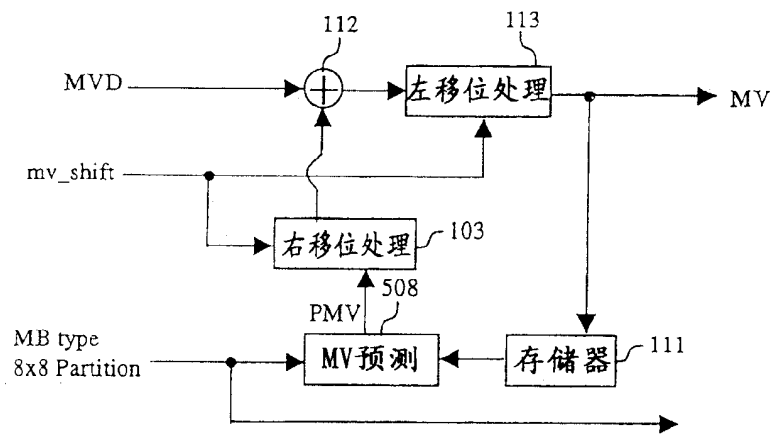 112
113
MVD
左移位处理
MV
mv_shift
右移位处理
103
PMV
508
MB type
8x8 Partition
MV预测
存储器
111